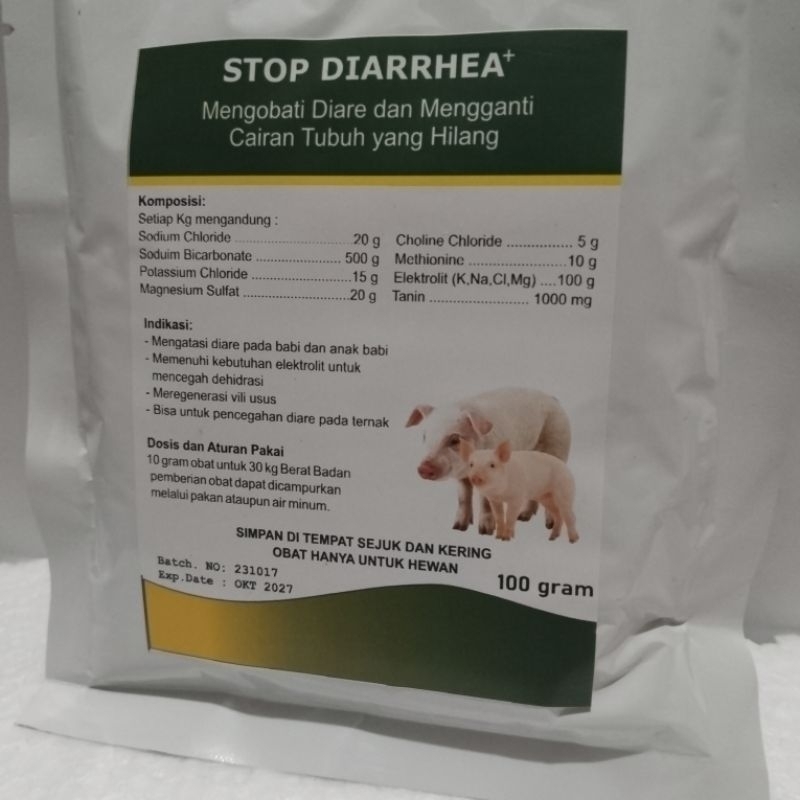 STOP DIARRHEA+
Mengobati Diare dan Mengganti
Cairan Tubuh yang Hilang
Komposisi:
Setiap Kg mengandung :
Sodium Chloride ........................... 20 g
Soduim Bicarbonate .................... 500 g
Potassium Chloride ...................... 15 g
Magnesium Sulfat ........................ 20 g
Choline Chloride ................ 5 g
Methionine ........................ 10 g
Elektrolit (K,Na,Cl,Mg) .... 100 g
Tanin ........................ 1000 mg
Indikasi:
- Mengatasi diare pada babi dan anak babi
- Memenuhi kebutuhan elektrolit untuk
mencegah dehidrasi
- Meregenerasi vili usus
- Bisa untuk pencegahan diare pada ternak
Dosis dan Aturan Pakai
10 gram obat untuk 30 kg Berat Badan
pemberian obat dapat dicampurkan
melalui pakan ataupun air minum.
SIMPAN DI TEMPAT SEJUK DAN KERING
OBAT HANYA UNTUK HEWAN
Batch. NO: 231017
Exp.Date : OKT 2027
100 gram